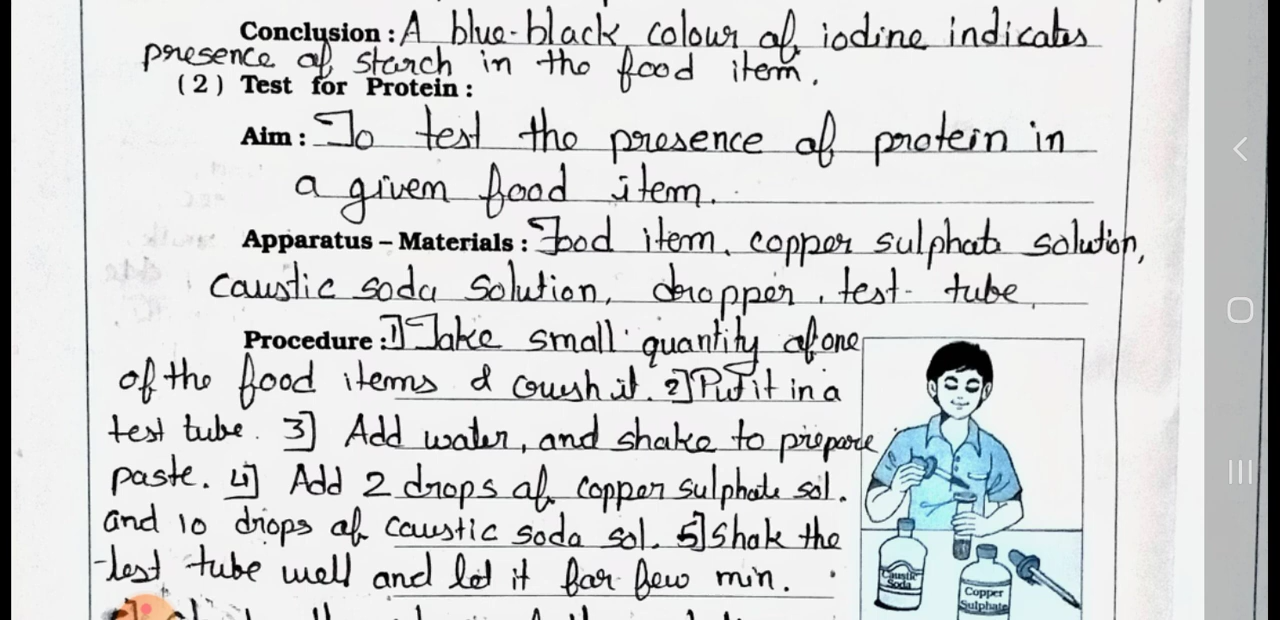 Conclusion : A blue-black colour of iodine indicates
presence of starch in the food item.
(2) Test for Protein :
Aim : To test the presence of protein in
a given food item.
Apparatus – Materials : Food item, copper sulphate solution,
caustic soda solution, dropper, test-tube.
Procedure : 1] Take small quantity of one
of the food items & crush it. 2] Put it in a
test tube. 3] Add water, and shake to prepare
paste. 4] Add 2 drops of copper sulphate sol.
and 10 drops of caustic soda sol. 5] Shake the
test tube well and let it for few min.
Caustic
Soda
Copper
Sulphate